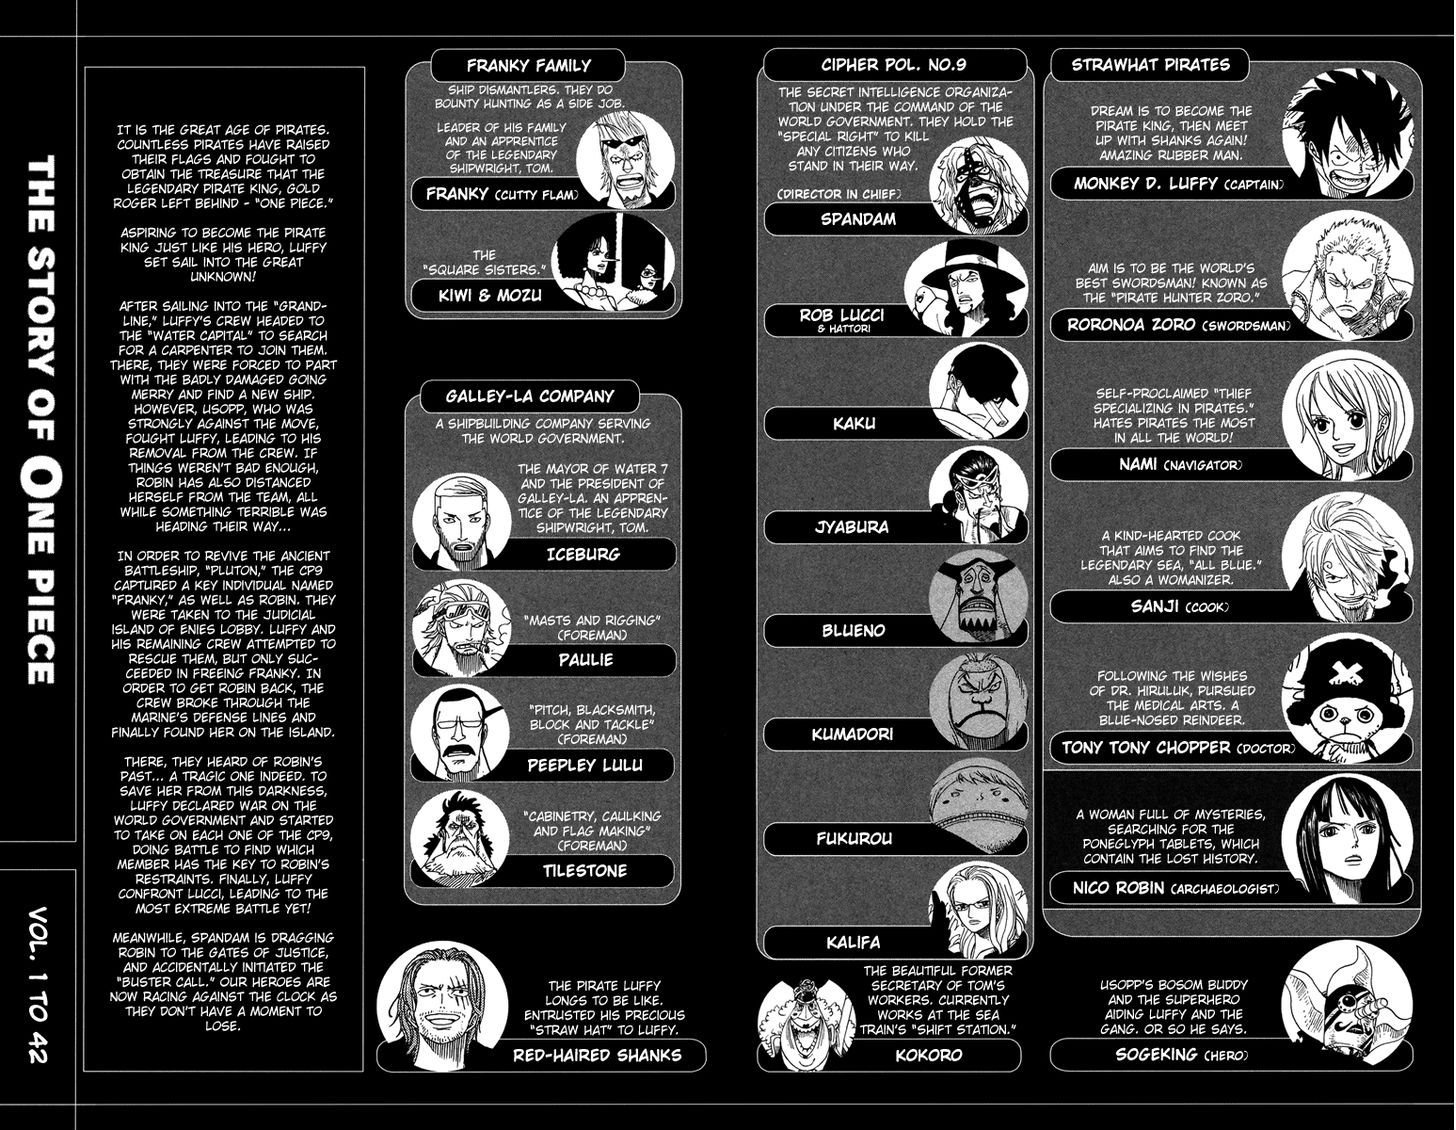 THE STORY OF ONE PIECE
VOL. 1 TO 42
IT IS THE GREAT AGE OF PIRATES.
COUNTLESS PIRATES HAVE RAISED
THEIR FLAGS AND FOUGHT TO
OBTAIN THE TREASURE THAT THE
LEGENDARY PIRATE KING, GOLD
ROGER LEFT BEHIND - "ONE PIECE."
ASPIRING TO BECOME THE PIRATE
KING JUST LIKE HIS HERO, LUFFY
SET SAIL INTO THE GREAT
UNKNOWN!
AFTER SAILING INTO THE "GRAND-
LINE," LUFFY'S CREW HEADED TO
THE "WATER CAPITAL" TO SEARCH
FOR A CARPENTER TO JOIN THEM.
THERE, THEY WERE FORCED TO PART
WITH THE BADLY DAMAGED GOING
MERRY AND FIND A NEW SHIP.
HOWEVER, USOPP, WHO WAS
STRONGLY AGAINST THE MOVE,
FOUGHT LUFFY, LEADING TO HIS
REMOVAL FROM THE CREW. IF
THINGS WEREN'T BAD ENOUGH,
ROBIN HAS ALSO DISTANCED
HERSELF FROM THE TEAM, ALL
WHILE SOMETHING TERRIBLE WAS
HEADING THEIR WAY...
IN ORDER TO REVIVE THE ANCIENT
BATTLESHIP, "PLUTON," THE CP9
CAPTURED A KEY INDIVIDUAL NAMED
"FRANKY," AS WELL AS ROBIN. THEY
WERE TAKEN TO THE JUDICIAL
ISLAND OF ENIES LOBBY. LUFFY AND
HIS REMAINING CREW ATTEMPTED TO
RESCUE THEM, BUT ONLY SUC-
CEEDED IN FREEING FRANKY. IN
ORDER TO GET ROBIN BACK, THE
CREW BROKE THROUGH THE
MARINE'S DEFENSE LINES AND
FINALLY FOUND HER ON THE ISLAND.
THERE, THEY HEARD OF ROBIN'S
PAST... A TRAGIC ONE INDEED. TO
SAVE HER FROM THIS DARKNESS,
LUFFY DECLARED WAR ON THE
WORLD GOVERNMENT AND STARTED
TO TAKE ON EACH ONE OF THE CP9,
DOING BATTLE TO FIND WHICH
MEMBER HAS THE KEY TO ROBIN'S
RESTRAINTS. FINALLY, LUFFY
CONFRONT LUCCI, LEADING TO THE
MOST EXTREME BATTLE YET!
MEANWHILE, SPANDAM IS DRAGGING
ROBIN TO THE GATES OF JUSTICE,
AND ACCIDENTALLY INITIATED THE
"BUSTER CALL." OUR HEROES ARE
NOW RACING AGAINST THE CLOCK AS
THEY DON'T HAVE A MOMENT TO
LOSE.
FRANKY FAMILY
SHIP DISMANTLERS. THEY DO
BOUNTY HUNTING AS A SIDE JOB.
LEADER OF HIS FAMILY
AND AN APPRENTICE
OF THE LEGENDARY
SHIPWRIGHT, TOM.
FRANKY (CUTTY FLAM)
THE
"SQUARE SISTERS."
KIWI & MOZU
GALLEY-LA COMPANY
A SHIPBUILDING COMPANY SERVING
THE WORLD GOVERNMENT.
THE MAYOR OF WATER 7
AND THE PRESIDENT OF
GALLEY-LA. AN APPREN-
TICE OF THE LEGENDARY
SHIPWRIGHT, TOM.
ICEBURG
"MASTS AND RIGGING"
(FOREMAN)
PAULIE
"PITCH, BLACKSMITH,
BLOCK AND TACKLE"
(FOREMAN)
PEEPLEY LULU
"CABINETRY, CAULKING
AND FLAG MAKING"
(FOREMAN)
TILESTONE
THE PIRATE LUFFY
LONGS TO BE LIKE.
ENTRUSTED HIS PRECIOUS
"STRAW HAT" TO LUFFY.
RED-HAIRED SHANKS
CIPHER POL. NO.9
THE SECRET INTELLIGENCE ORGANIZA-
TION UNDER THE COMMAND OF THE
WORLD GOVERNMENT. THEY HOLD THE
"SPECIAL RIGHT" TO KILL
ANY CITIZENS WHO
STAND IN THEIR WAY.
(DIRECTOR IN CHIEF)
SPANDAM
ROB LUCCI
& HATTORI
KAKU
JYABURA
BLUENO
KUMADORI
FUKUROU
KALIFA
THE BEAUTIFUL FORMER
SECRETARY OF TOM'S
WORKERS. CURRENTLY
WORKS AT THE SEA
TRAIN'S "SHIFT STATION."
KOKORO
STRAWHAT PIRATES
DREAM IS TO BECOME THE
PIRATE KING, THEN MEET
UP WITH SHANKS AGAIN!
AMAZING RUBBER MAN.
MONKEY D. LUFFY (CAPTAIN)
AIM IS TO BE THE WORLD'S
BEST SWORDSMAN! KNOWN AS
THE "PIRATE HUNTER ZORO."
RORONOA ZORO (SWORDSMAN)
SELF-PROCLAIMED "THIEF
SPECIALIZING IN PIRATES."
HATES PIRATES THE MOST
IN ALL THE WORLD!
NAMI (NAVIGATOR)
A KIND-HEARTED COOK
THAT AIMS TO FIND THE
LEGENDARY SEA, "ALL BLUE."
ALSO A WOMANIZER.
SANJI (COOK)
FOLLOWING THE WISHES
OF DR. HIRULUK, PURSUED
THE MEDICAL ARTS. A
BLUE-NOSED REINDEER.
TONY TONY CHOPPER (DOCTOR)
A WOMAN FULL OF MYSTERIES,
SEARCHING FOR THE
PONEGLYPH TABLETS, WHICH
CONTAIN THE LOST HISTORY.
NICO ROBIN (ARCHAEOLOGIST)
USOPP'S BOSOM BUDDY
AND THE SUPERHERO
AIDING LUFFY AND THE
GANG. OR SO HE SAYS.
SOGEKING (HERO)